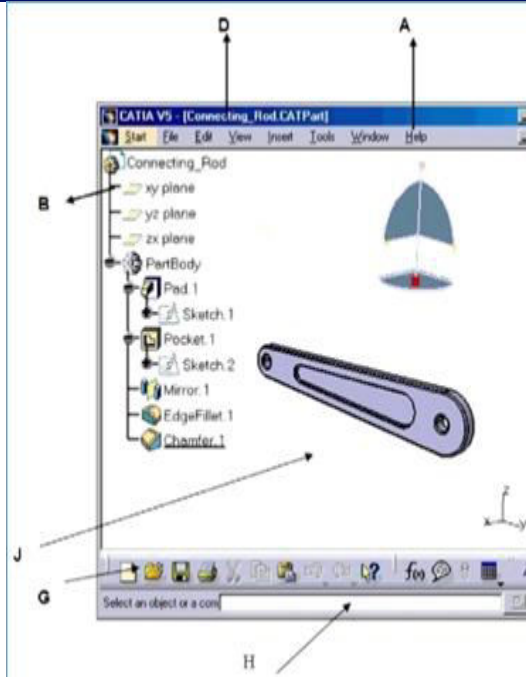 D A
CATIA V5 - [Connecting_Rod.CATPart]
Start File Edit View Insert Tools Window Help
Connecting_Rod
B
xy plane
yz plane
zx plane
PartBody
Pad.1
Sketch.1
Pocket.1
Sketch.2
Mirror.1
EdgeFillet.1
Chamfer.1
z
x y
J
f(x)
G
Select an object or a com
H